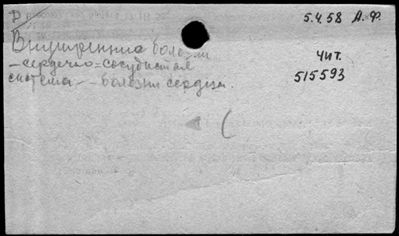 В
5.4.58 А.Ф.
Внутренние болезни
- сердечно-сосудистая
система - болезни сердца.
Чит.
515593